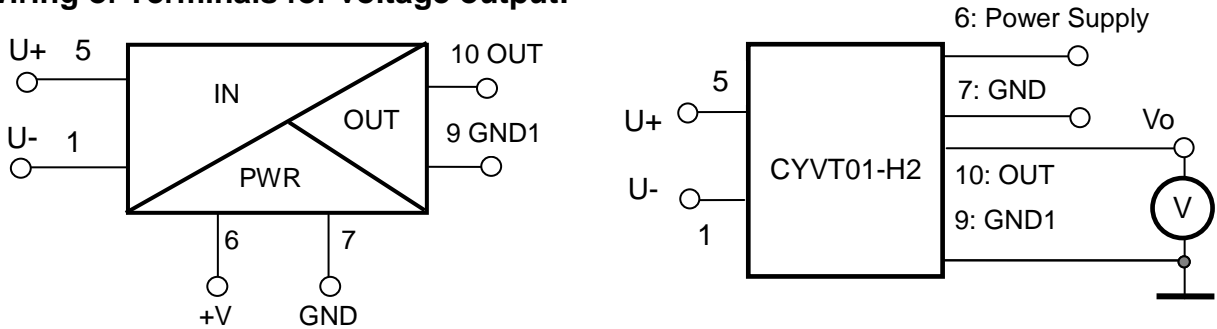 U+ 5
IN
10 OUT
OUT
U- 1
9 GND1
PWR
6
7
+V
GND
6: Power Supply
5
7: GND
U+
Vo
CYVT01-H2
10: OUT
U-
V
9: GND1
1